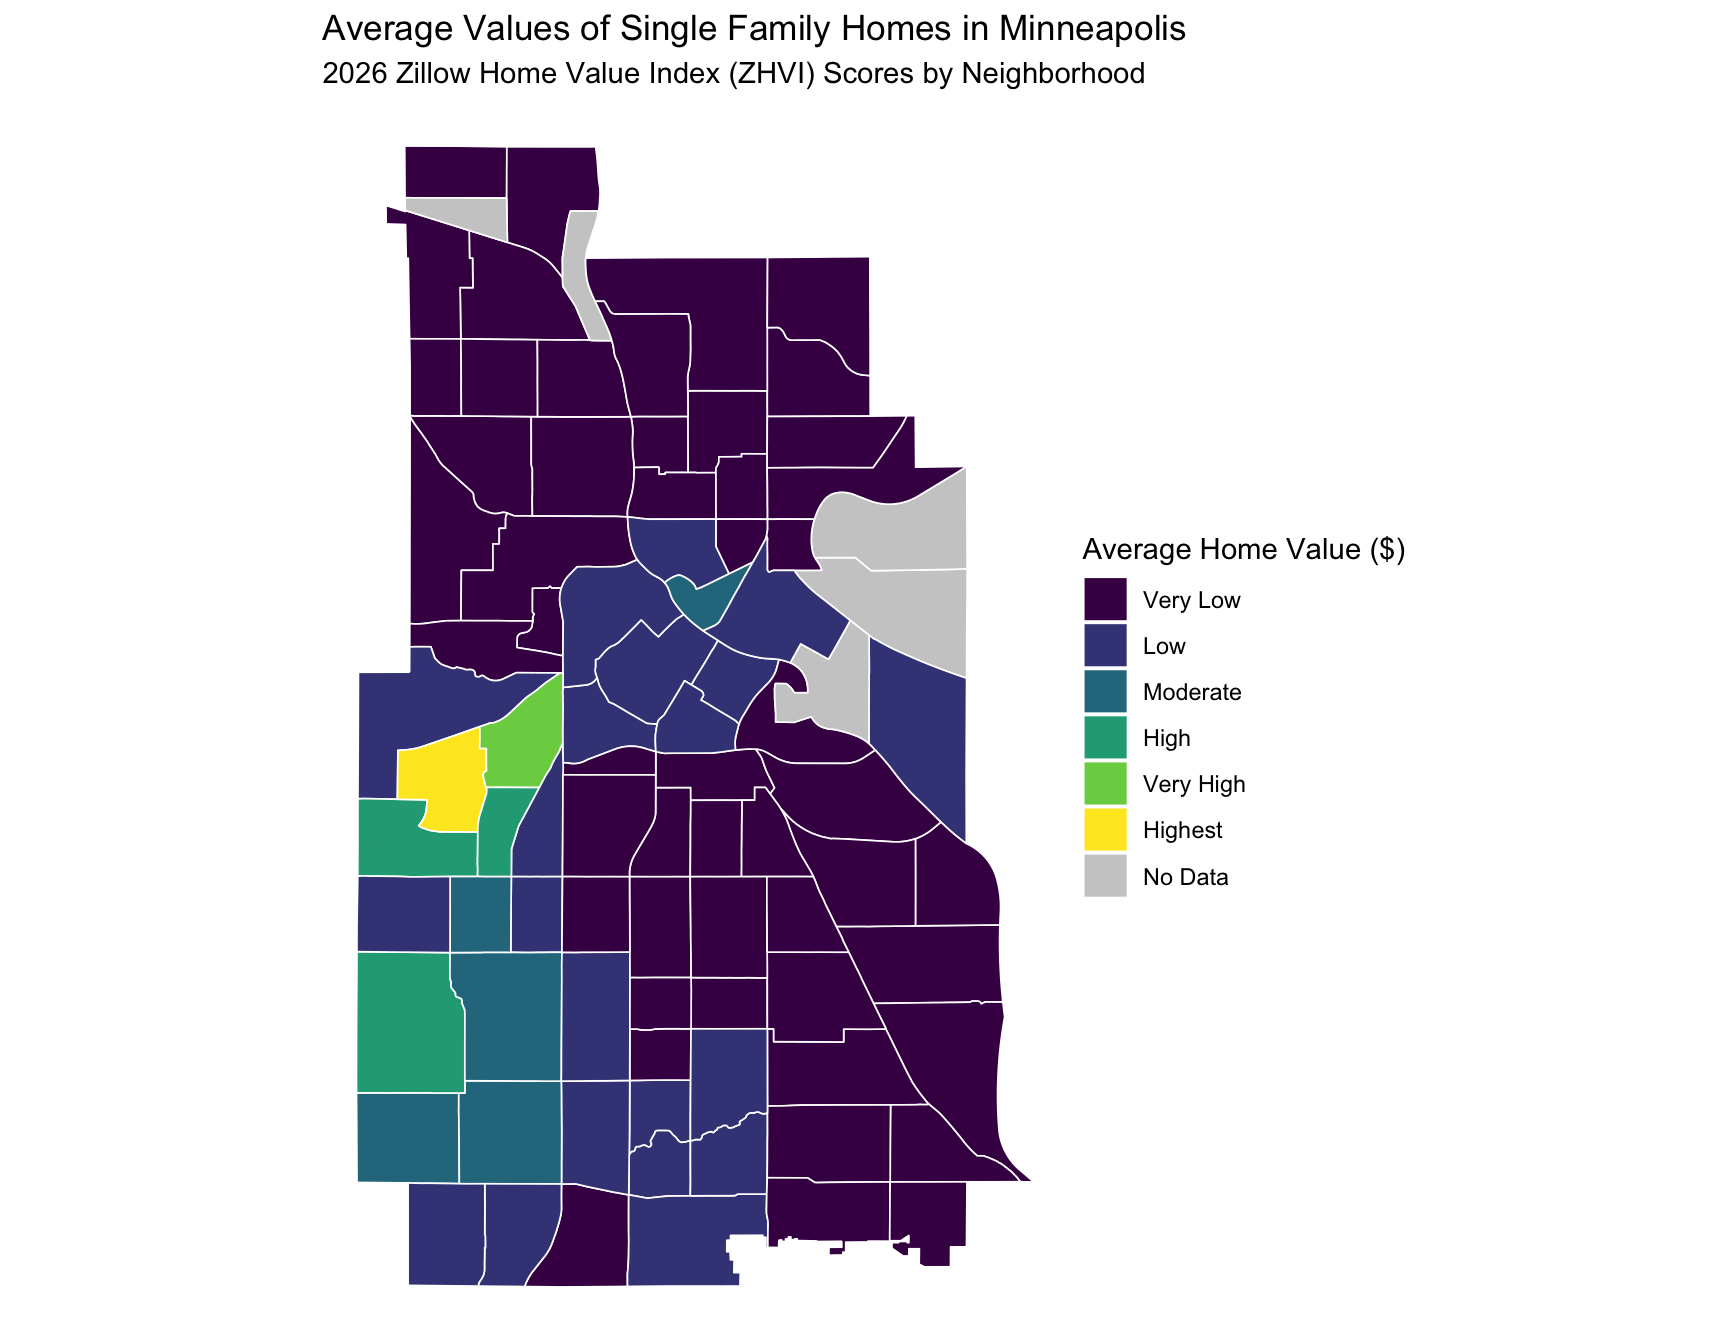 Average Values of Single Family Homes in Minneapolis
2026 Zillow Home Value Index (ZHVI) Scores by Neighborhood
Average Home Value ($)
Very Low
Low
Moderate
High
Very High
Highest
No Data